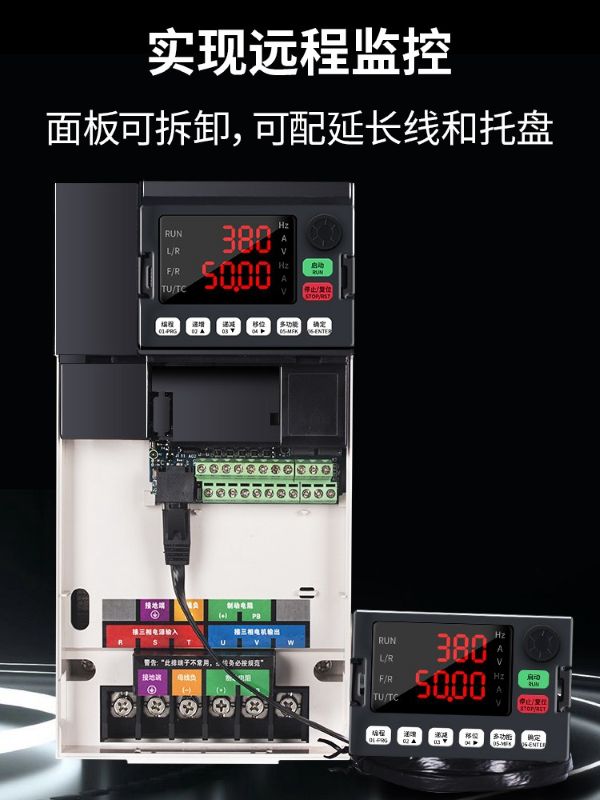 实现远程监控
面板可拆卸，可配延长线和托盘
RUN 380 Hz
L/R A
V
F/R 50.00 Hz
TU/TC A
V
启动
RUN
停止/复位
STOP/RST
编程 递增 递减 移位 多功能 确定
01-PRG 02▲ 03▼ 04▶ 05-MFK 06-ENTER
接地端 制动电阻
(+) PB
接三相电源输入 接三相电机输出
R S T U V W
接地端 母线负
(-)
RUN 380 Hz
L/R A
V
F/R 50.00 Hz
TU/TC A
V
启动
RUN
停止/复位
STOP/RST
编程 递增 递减 移位 多功能 确定
01-PRG 02▲ 03▼ 04▶ 05-MFK 06-ENTER